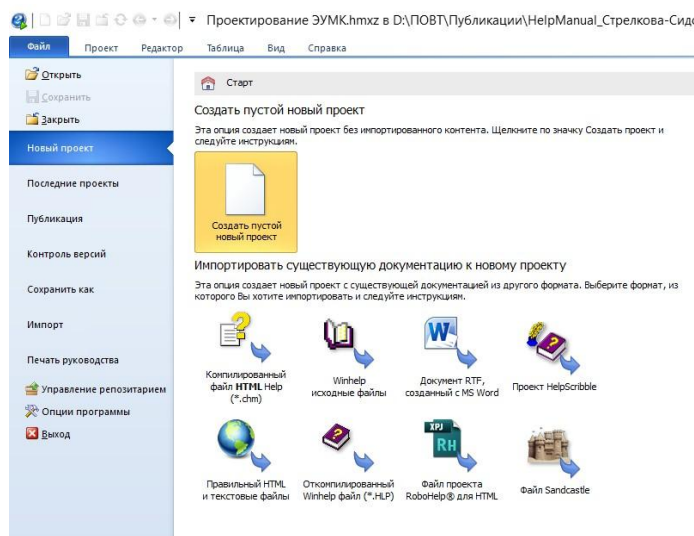 Проектирование ЭУМК.hmxz в D:\ПОВТ\Публикации\HelpManual_Стрелкова-Сидо
Файл Проект Редактор Таблица Вид Справка
Открыть
Сохранить
Закрыть
Новый проект
Последние проекты
Публикация
Контроль версий
Сохранить как
Импорт
Печать руководства
Управление репозитарием
Опции программы
Выход
Старт
Создать пустой новый проект
Эта опция создает новый проект без импортированного контента. Щелкните по значку Создать проект и
следуйте инструкциям.
Создать пустой
новый проект
Импортировать существующую документацию к новому проекту
Эта опция создает новый проект с существующей документацией из другого формата. Выберите формат, из
которого Вы хотите импортировать и следуйте инструкциям.
Компилированный
файл HTML Help
(*.chm)
Winhelp
исходные файлы
Документ RTF,
созданный с MS Word
Проект HelpScribble
Правильный HTML
и текстовые файлы
Откомпилированный
Winhelp файл (*.HLP)
XPJ
RH
Файл проекта
RoboHelp® для HTML
Файл Sandcastle